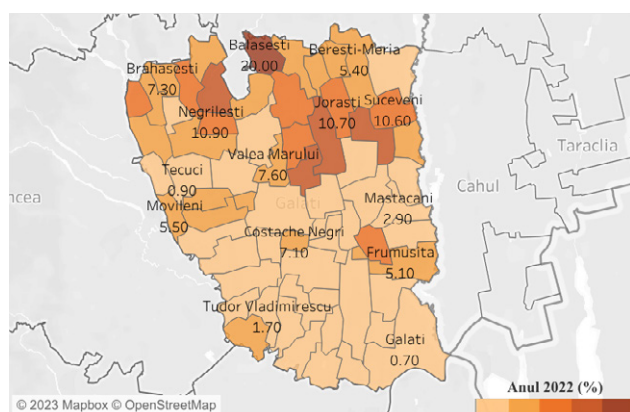 Balasesti
20.00
Beresti-Meria
5.40
Brahasesti
7.30
Negrilesti
10.90
Jorasti
10.70
Suceveni
10.60
Taraclia
ncea
Valea Marului
7.60
Tecuci
0.90
Cahul
Galati
Movileni
5.50
Mastacani
2.90
Costache Negri
7.10
Frumusita
5.10
Tudor Vladimirescu
1.70
Galati
0.70
Anul 2022 (%)
© 2023 Mapbox © OpenStreetMap